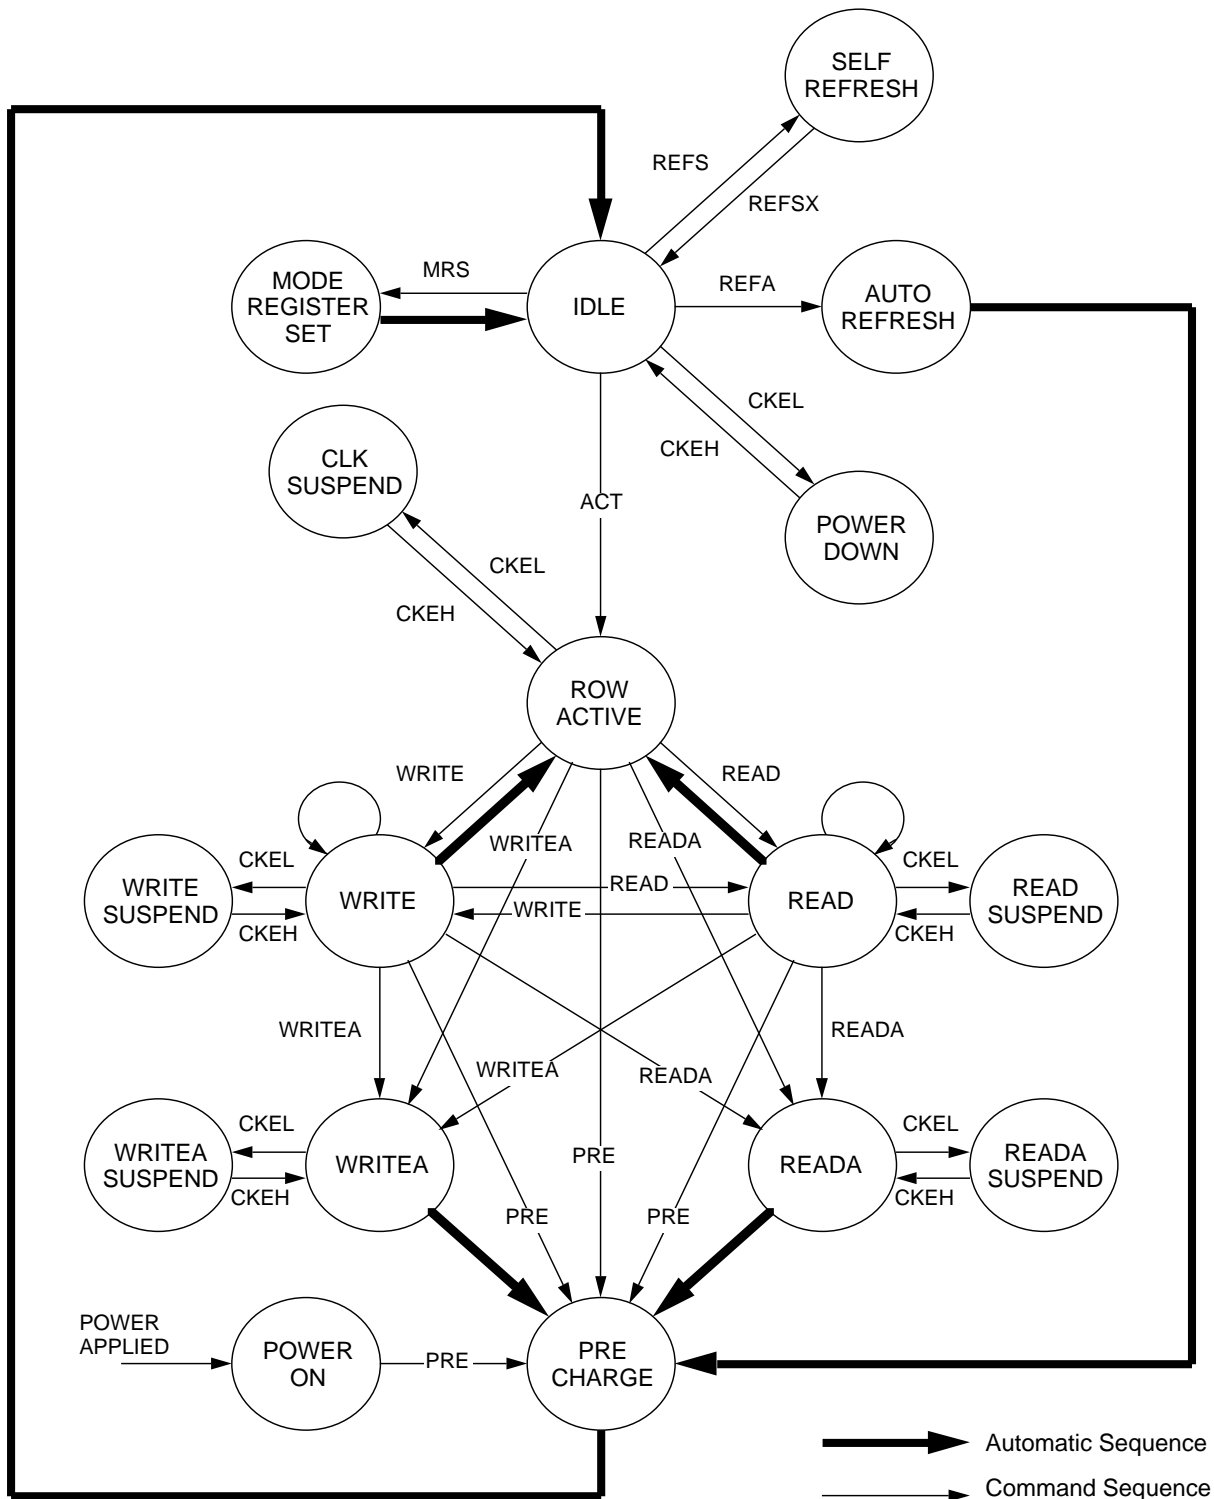 SELF
REFRESH
REFS
REFSX
MODE
REGISTER
SET
MRS
IDLE
REFA
AUTO
REFRESH
CKEL
CKEH
CLK
SUSPEND
ACT
POWER
DOWN
CKEL
CKEH
ROW
ACTIVE
WRITE
READ
WRITEA
READA
WRITE
SUSPEND
CKEL
CKEH
WRITE
READ
WRITE
READ
CKEL
CKEH
READ
SUSPEND
WRITEA
READA
WRITEA
READA
WRITEA
SUSPEND
CKEL
CKEH
WRITEA
PRE
READA
CKEL
CKEH
READA
SUSPEND
PRE
PRE
POWER
APPLIED
POWER
ON
PRE
PRE
CHARGE
Automatic Sequence
Command Sequence